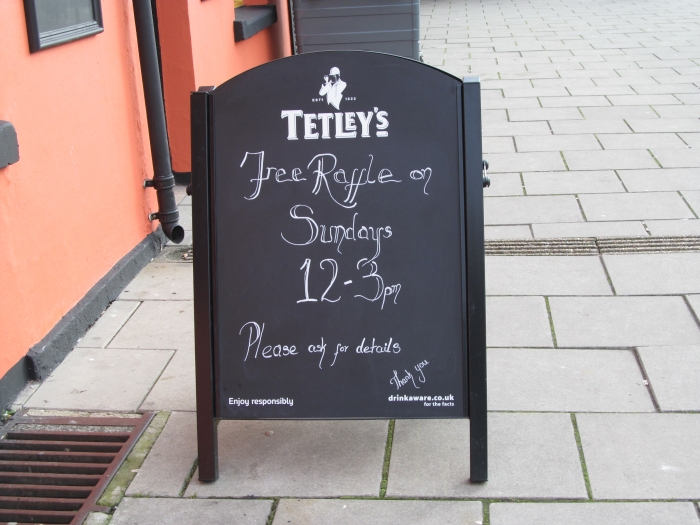 ESTD 1822
TETLEY'S
Free Raffle on
Sundays
12-3pm
Please ask for details
Thank you
Enjoy responsibly
drinkaware.co.uk
for the facts